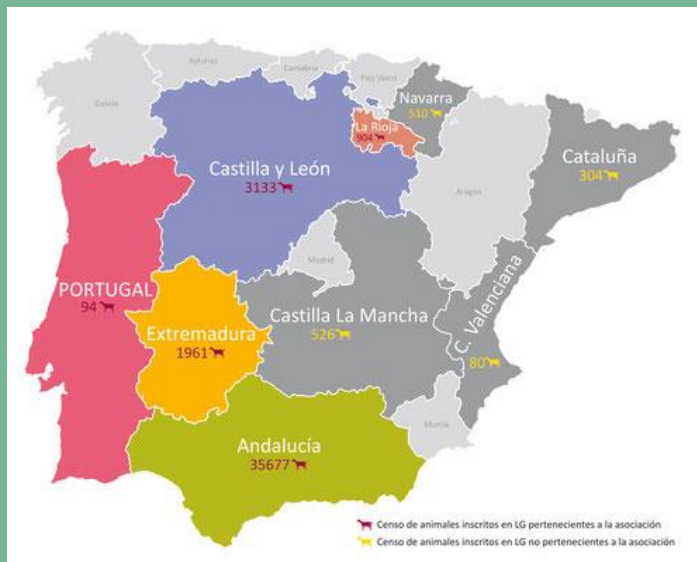 Asturias
Cantabria
País Vasco
Galicia
Navarra
510
La Rioja
904
Castilla y León
3133
Cataluña
304
Aragon
Madrid
PORTUGAL
94
Extremadura
1961
Castilla La Mancha
526
C. Valenciana
80
Murcia
Andalucía
35677
Censo de animales inscritos en LG pertenecientes a la asociación
Censo de animales inscritos en LG no pertenecientes a la asociación